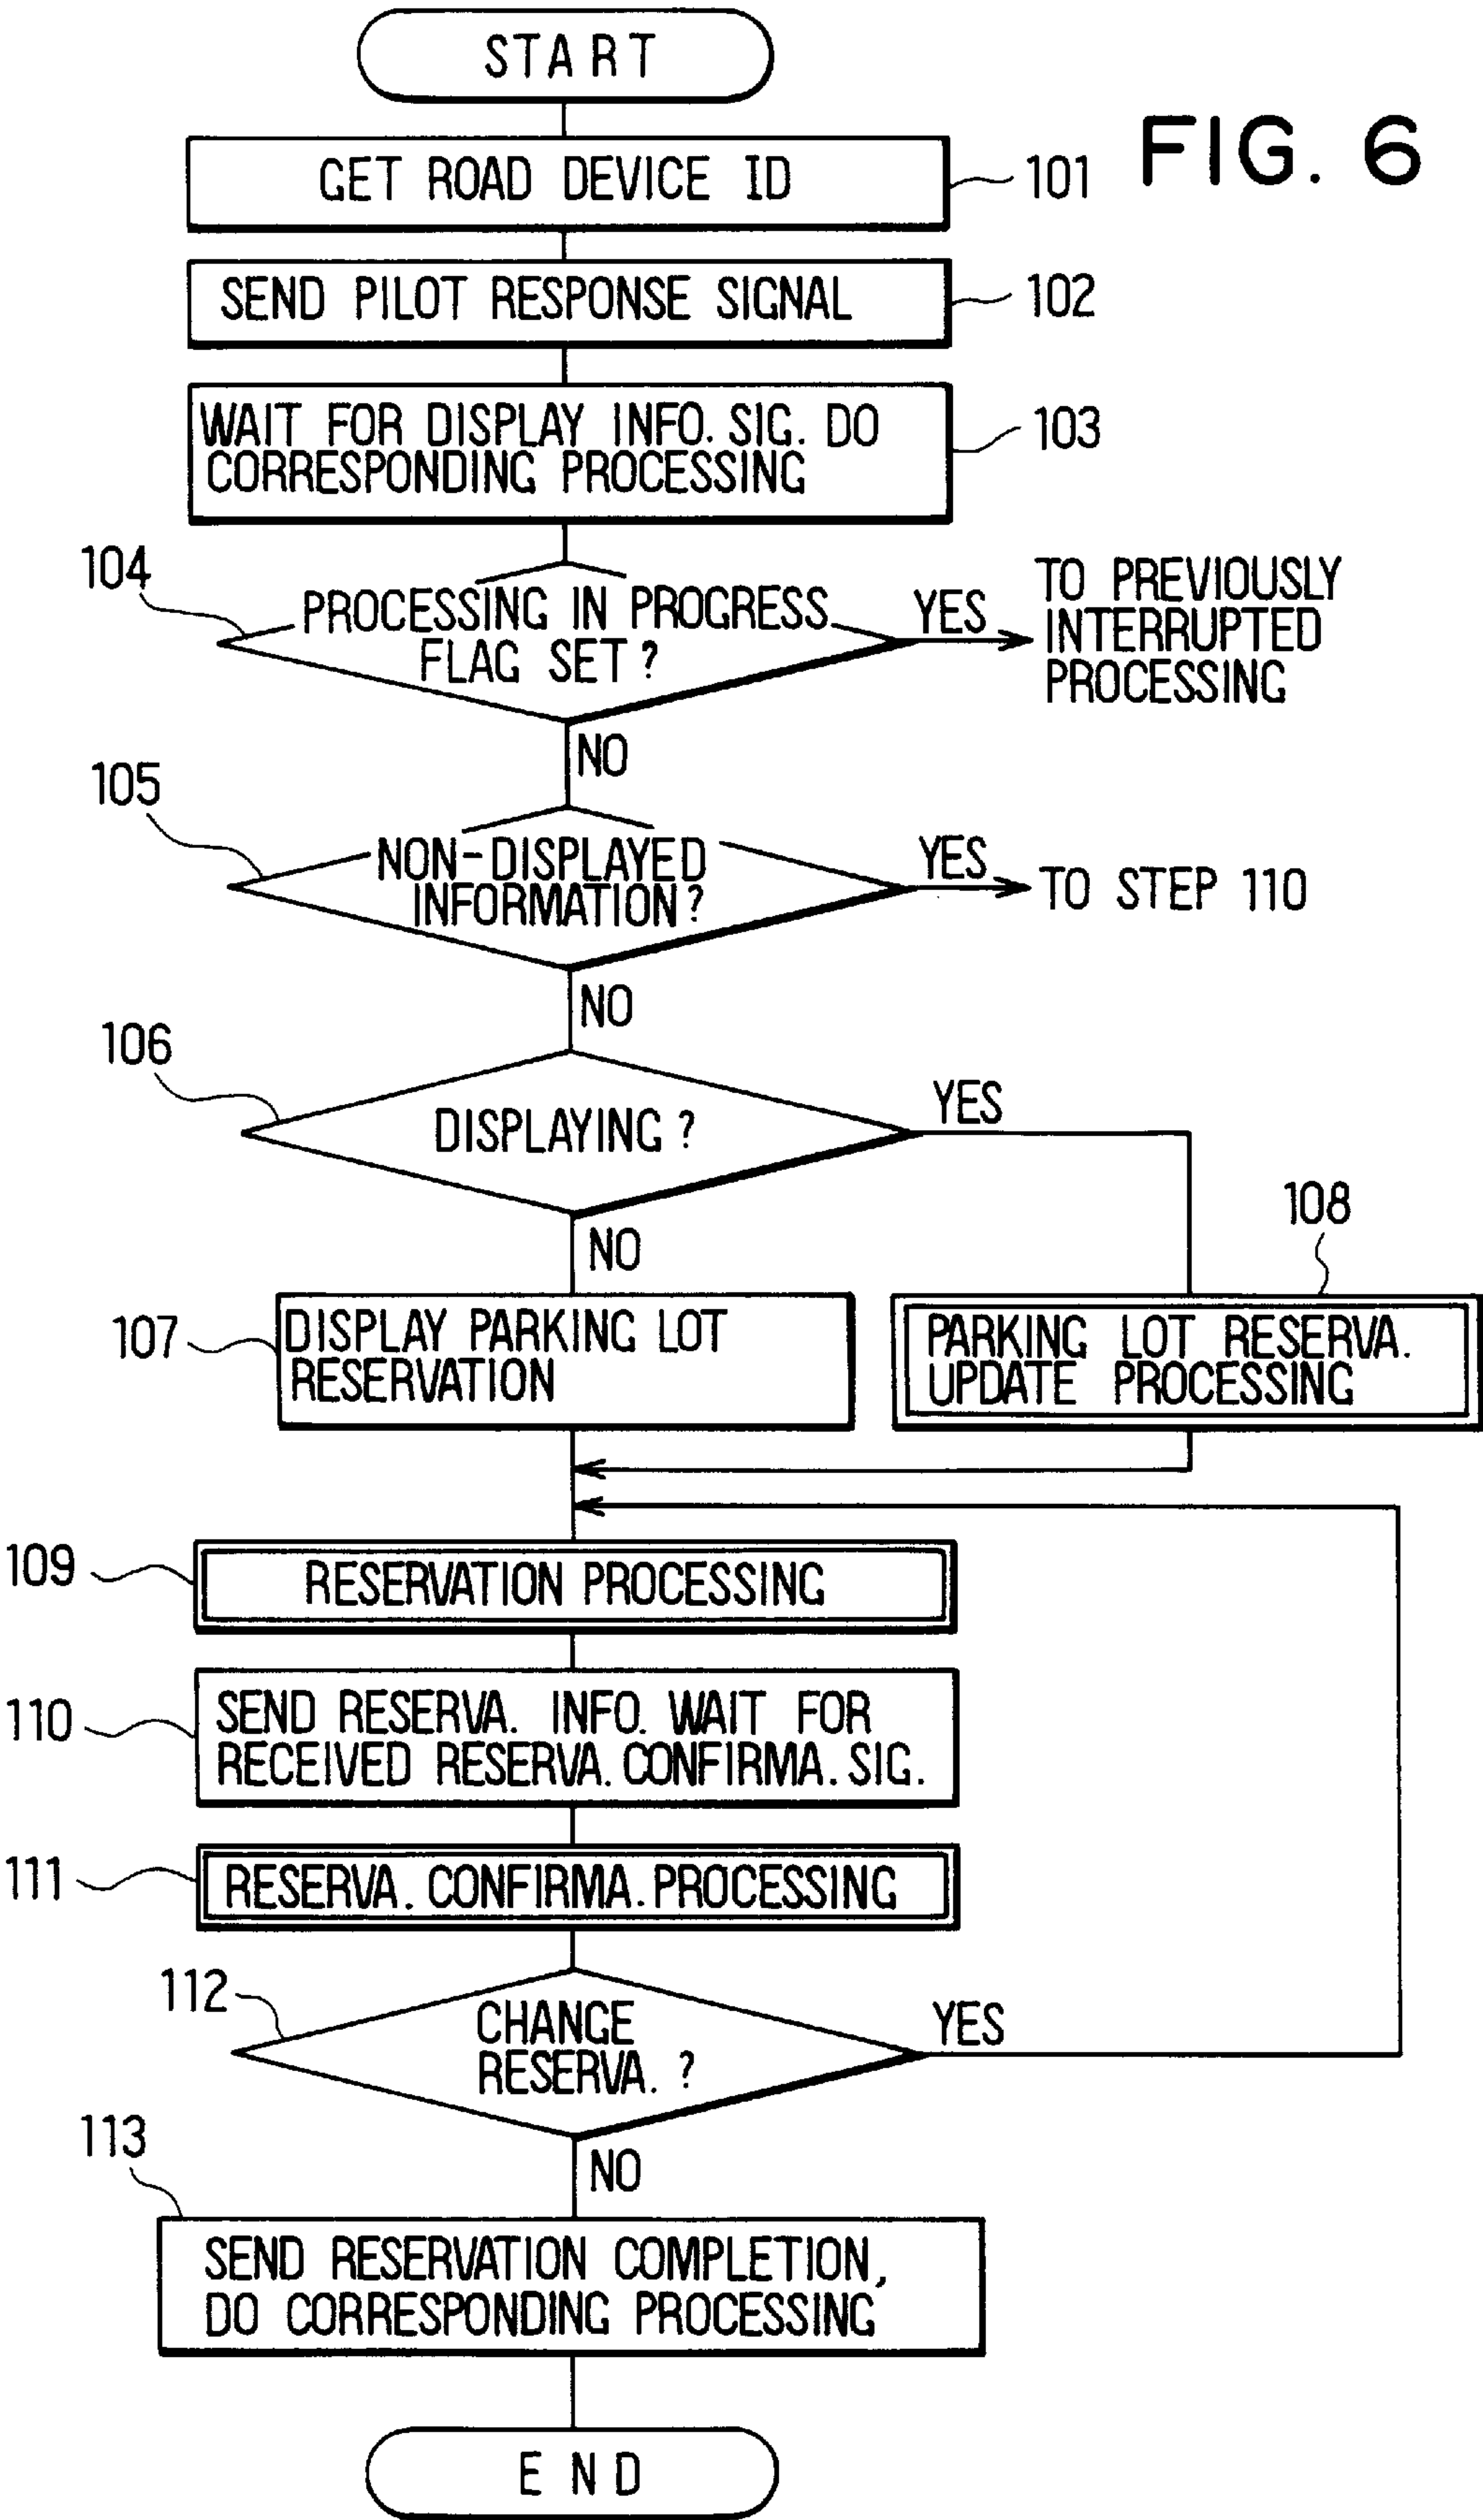 START
FIG. 6
GET ROAD DEVICE ID
101
SEND PILOT RESPONSE SIGNAL
102
WAIT FOR DISPLAY INFO. SIG. DO
CORRESPONDING PROCESSING
103
104
PROCESSING IN PROGRESS
FLAG SET ?
YES
TO PREVIOUSLY
INTERRUPTED
PROCESSING
NO
105
NON-DISPLAYED
INFORMATION ?
YES
TO STEP 110
NO
106
DISPLAYING ?
YES
NO
107
DISPLAY PARKING LOT
RESERVATION
108
PARKING LOT RESERVA.
UPDATE PROCESSING
109
RESERVATION PROCESSING
110
SEND RESERVA. INFO. WAIT FOR
RECEIVED RESERVA. CONFIRMA. SIG.
111
RESERVA. CONFIRMA. PROCESSING
112
CHANGE
RESERVA. ?
YES
NO
113
SEND RESERVATION COMPLETION,
DO CORRESPONDING PROCESSING
END